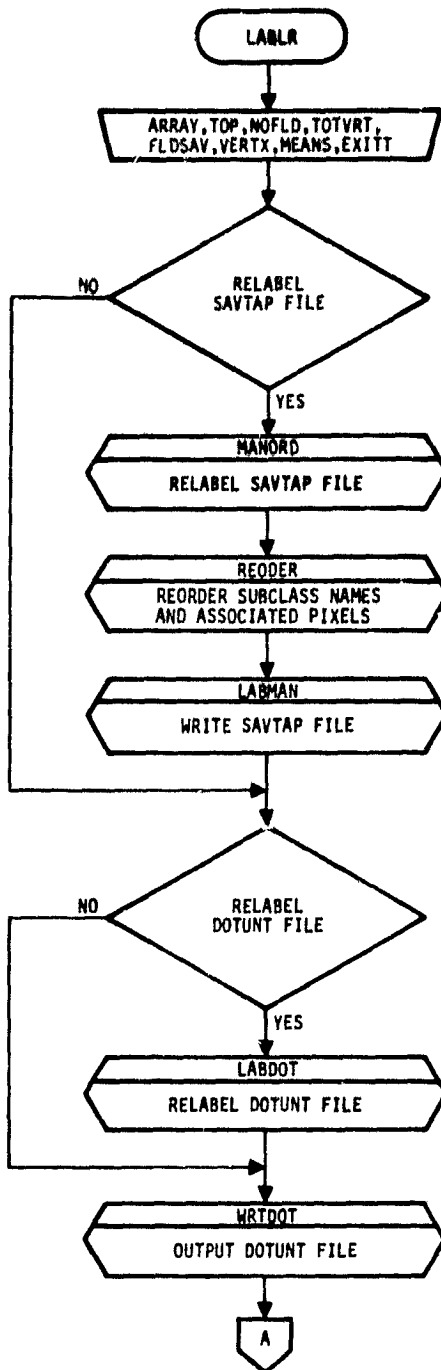 LABLR
ARRAY,TOP,NOFLD,TOTVRT,
FLDSAV,VERTX,MEANS,EXITT
RELABEL
SAVTAP FILE
NO
YES
MANORD
RELABEL SAVTAP FILE
REODER
REORDER SUBCLASS NAMES
AND ASSOCIATED PIXELS
LABMAN
WRITE SAVTAP FILE
NO
RELABEL
DOTUNT FILE
YES
LABDOT
RELABEL DOTUNT FILE
WRTDOT
OUTPUT DOTUNT FILE
A